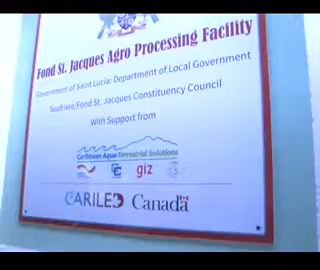 Fond St. Jacques Agro Processing Facility
Government of Saint Lucia: Department of Local Government
Soufriere/Fond St. Jacques Constituency Council
With Support from
Caribbean Aqua-Terrestrial Solutions
giz
CARILED Canada